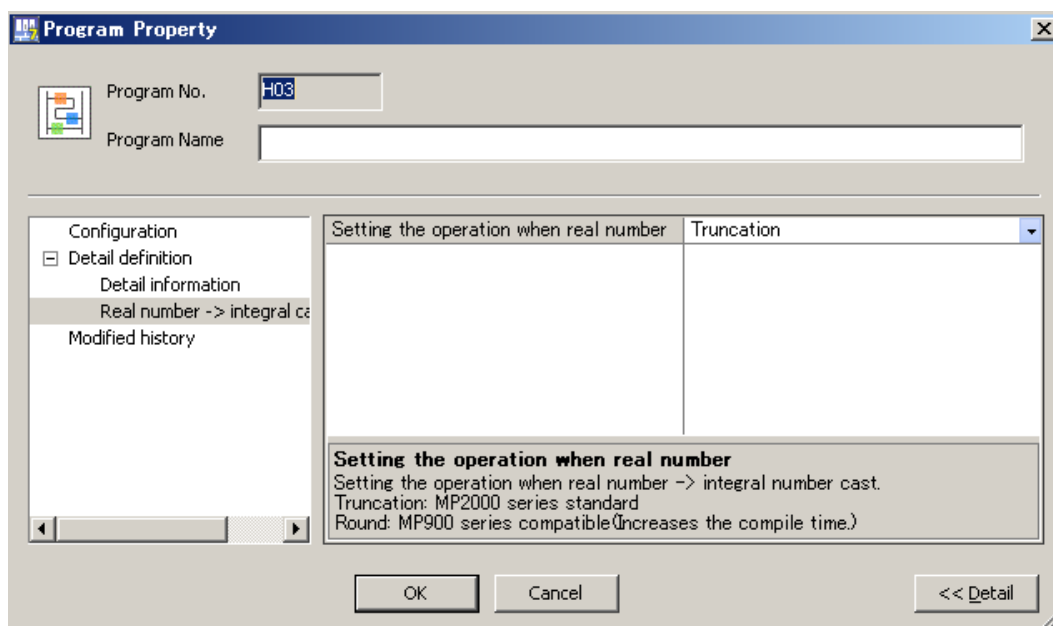 Program Property
Program No.
H03
Program Name
Configuration
Detail definition
Detail information
Real number -> integral ca
Modified history
Setting the operation when real number
Truncation
Setting the operation when real number
Setting the operation when real number -> integral number cast.
Truncation: MP2000 series standard
Round: MP900 series compatible(Increases the compile time.)
OK
Cancel
<< Detail